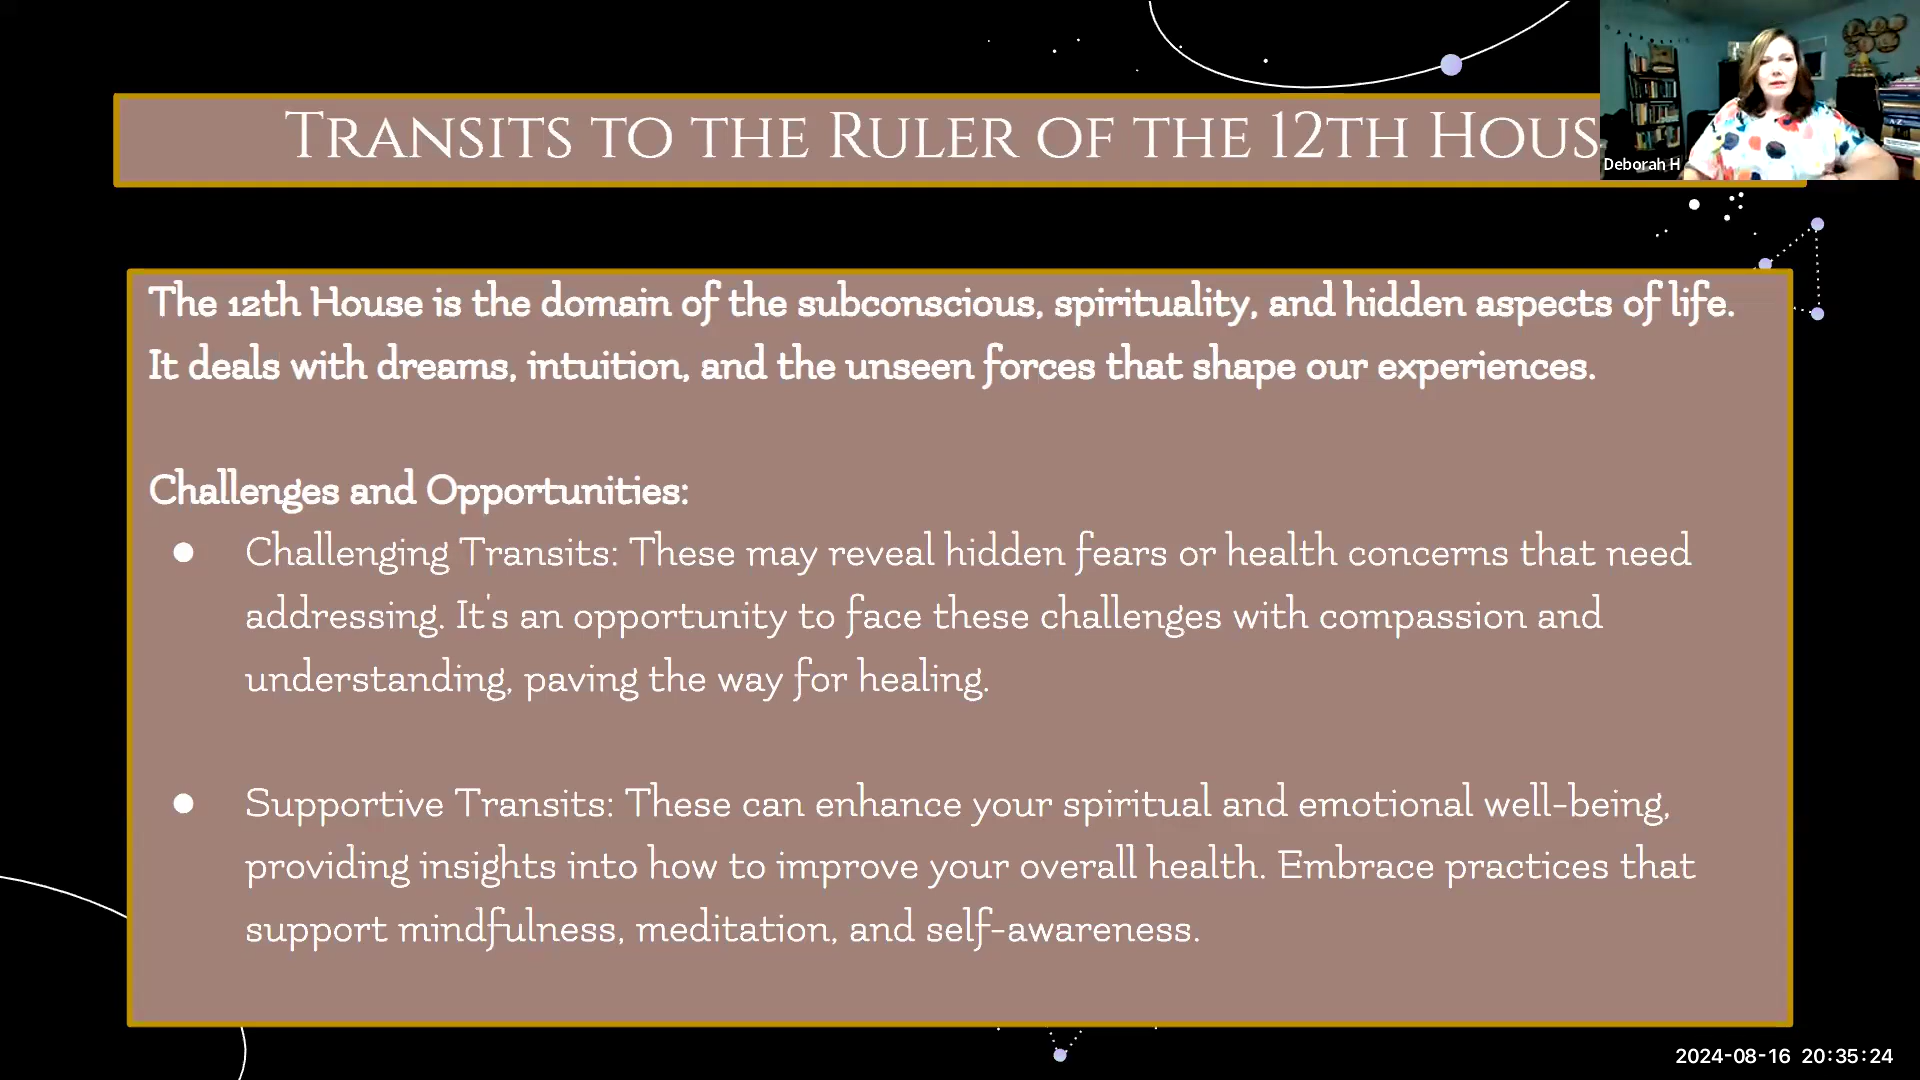 Transits to the Ruler of the 12th Hous
Deborah H
The 12th House is the domain of the subconscious, spirituality, and hidden aspects of life.
It deals with dreams, intuition, and the unseen forces that shape our experiences.
Challenges and Opportunities:
● Challenging Transits: These may reveal hidden fears or health concerns that need
addressing. It's an opportunity to face these challenges with compassion and
understanding, paving the way for healing.
● Supportive Transits: These can enhance your spiritual and emotional well-being,
providing insights into how to improve your overall health. Embrace practices that
support mindfulness, meditation, and self-awareness.
2024-08-16 20:35:24